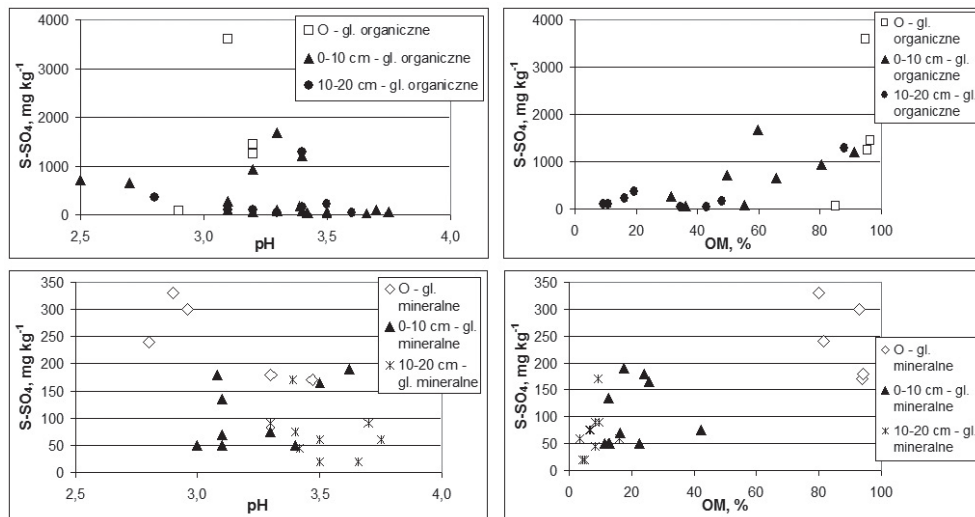 4000
3000
2000
1000
0
2,5
3,0
3,5
4,0
S-SO₄, mg kg⁻¹
pH
O - gl. organiczne
0-10 cm - gl. organiczne
10-20 cm - gl. organiczne
4000
3000
2000
1000
0
0
20
40
60
80
100
S-SO₄, mg kg⁻¹
OM, %
O - gl.
organiczne
0-10 cm - gl.
organiczne
10-20 cm - gl.
organiczne
350
300
250
200
150
100
50
0
2,5
3,0
3,5
4,0
S-SO₄, mg kg⁻¹
pH
O - gl.
mineralne
0-10 cm - gl.
mineralne
10-20 cm -
gl. mineralne
350
300
250
200
150
100
50
0
0
20
40
60
80
100
S-SO₄, mg kg⁻¹
OM, %
O - gl.
mineralne
0-10 cm - gl.
mineralne
10-20 cm -
gl. mineralne